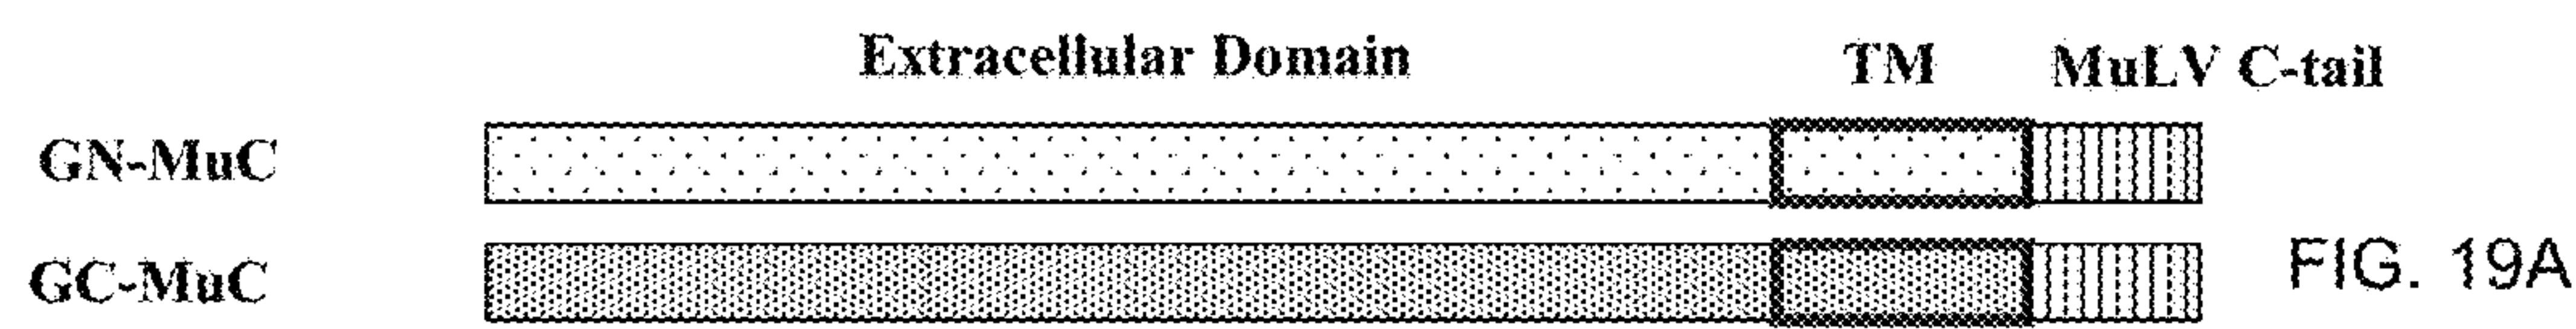 Extracellular Domain TM MuLV C-tail
GN-MuC
GC-MuC
FIG. 19A